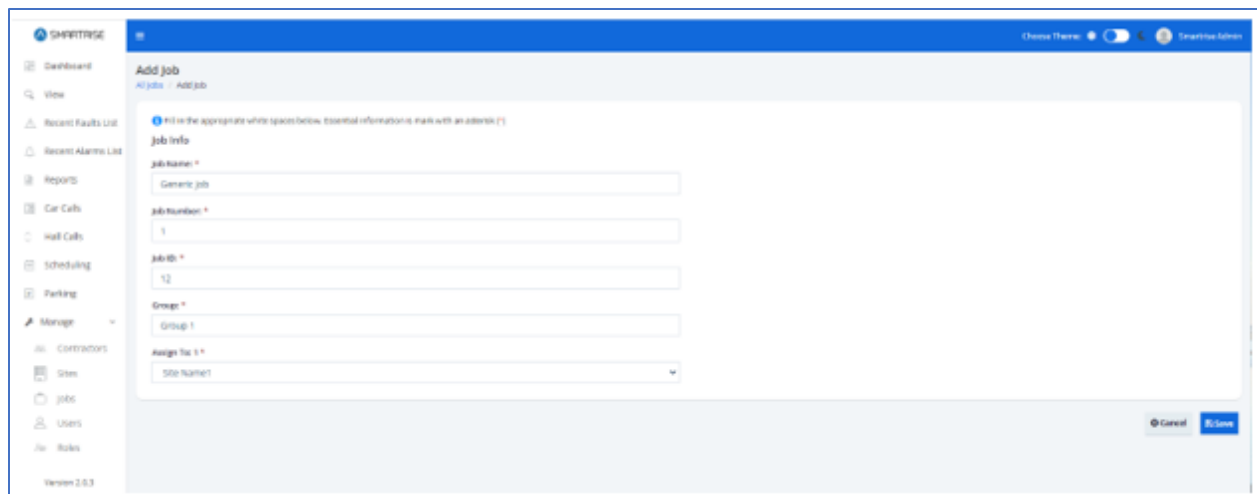 SMARTRISE
Choose Theme:
Smartrise Admin
Dashboard
View
Recent Faults List
Recent Alarms List
Reports
Car Calls
Hall Calls
Scheduling
Parking
Manage
Contractors
Sites
Jobs
Users
Roles
Version 2.0.3
Add Job
All Jobs / Add Job
Fill in the appropriate white spaces below. Essential information is mark with an asterisk (*)
Job Info
Job Name: *
Generic Job
Job Number: *
1
Job ID: *
12
Group: *
Group 1
Assign To: *
Site Name1
Cancel
Save